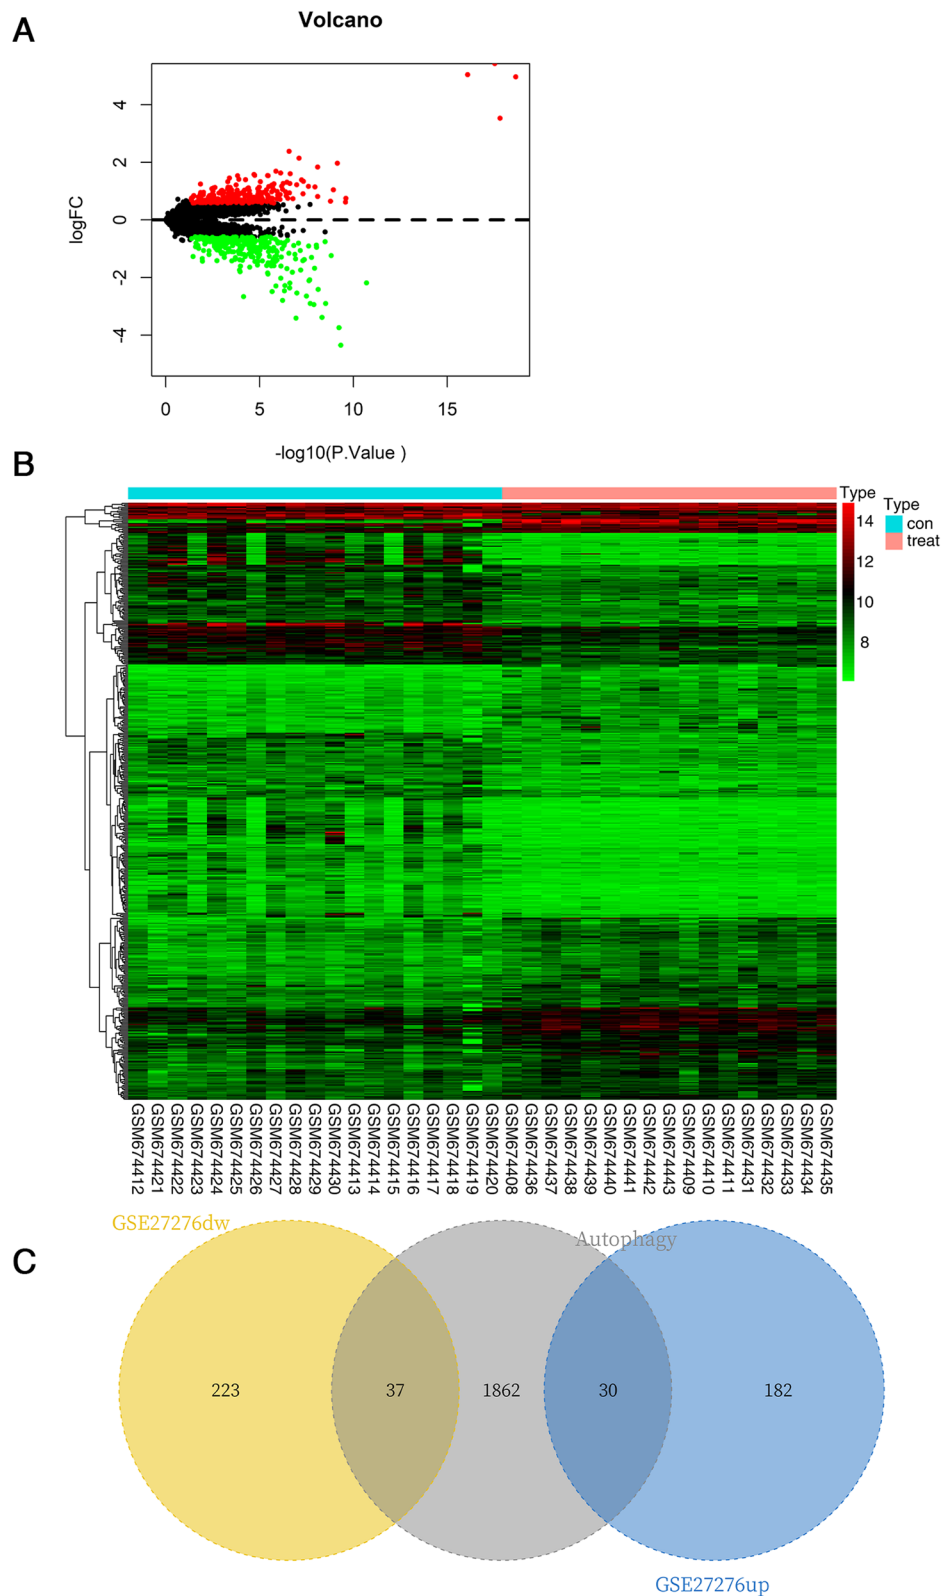 A
Volcano
4
2
0
-2
-4
logFC
0 5 10 15
-log10(P.Value )
B
Type
14
12
10
8
Type
con
treat
GSM674412
GSM674421
GSM674422
GSM674423
GSM674424
GSM674425
GSM674426
GSM674427
GSM674428
GSM674429
GSM674430
GSM674413
GSM674414
GSM674415
GSM674416
GSM674417
GSM674418
GSM674419
GSM674420
GSM674408
GSM674436
GSM674437
GSM674438
GSM674439
GSM674440
GSM674441
GSM674442
GSM674443
GSM674409
GSM674410
GSM674411
GSM674431
GSM674432
GSM674433
GSM674434
GSM674435
C
GSE27276dw
Autophagy
223 37 1862 30 182
GSE27276up